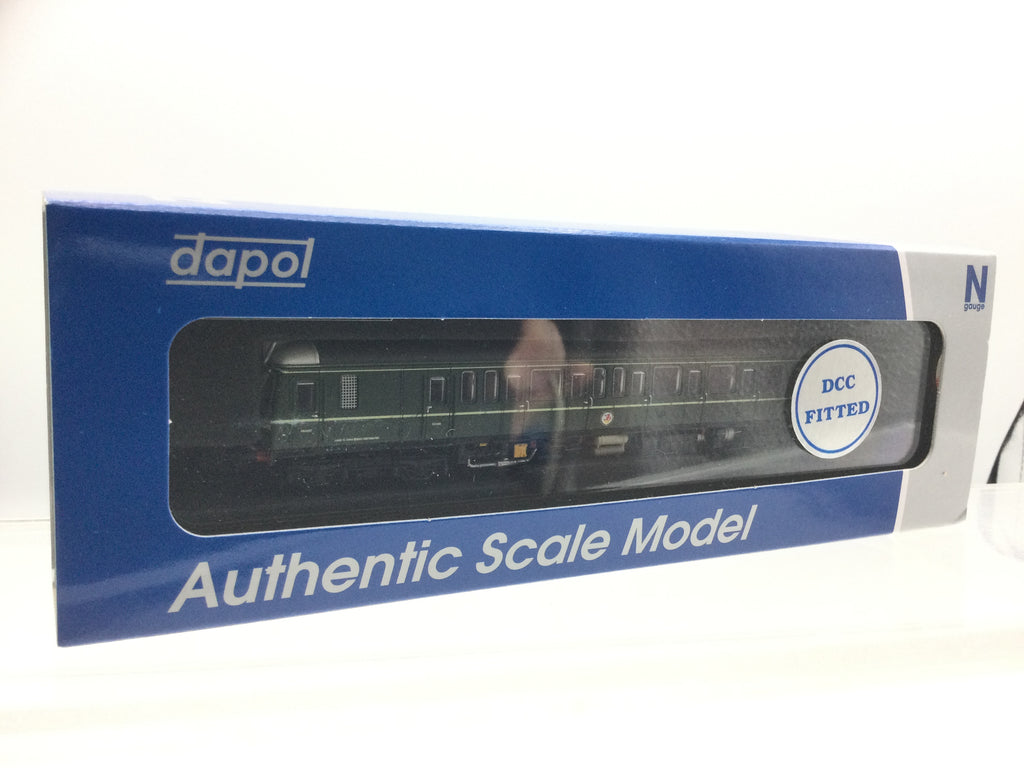 dapol
N
gauge
DCC
FITTED
Authentic Scale Model